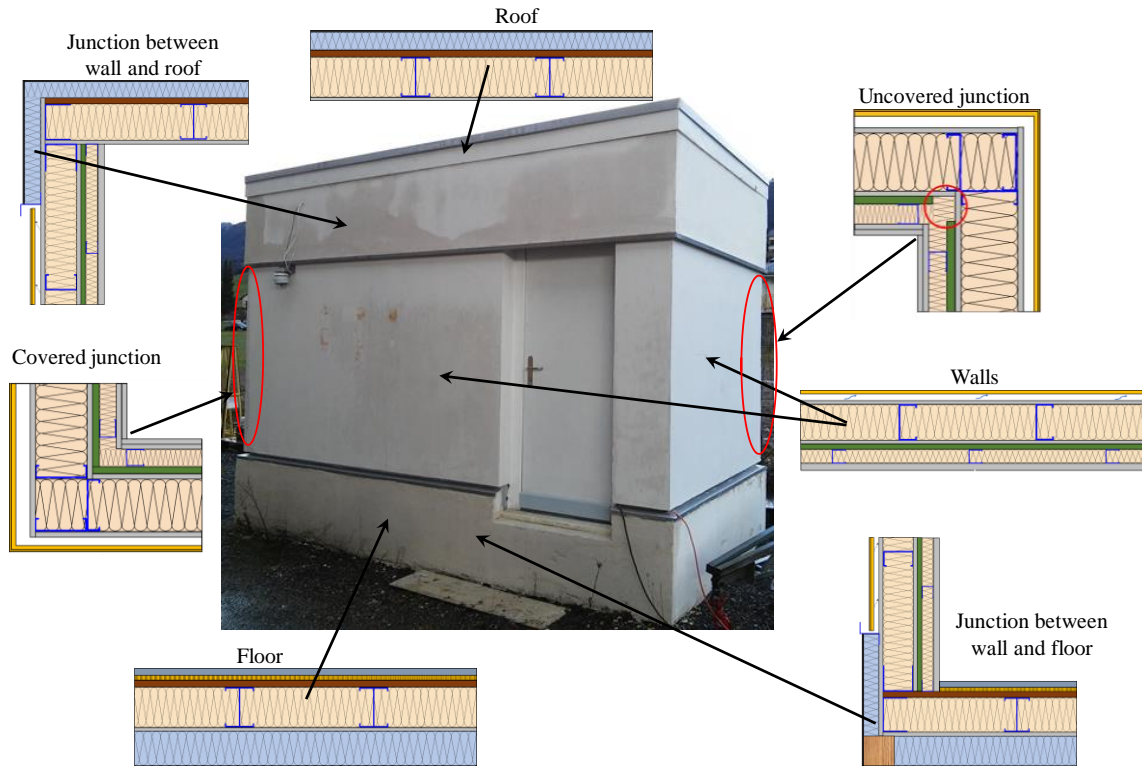 Roof
Junction between
wall and roof
Uncovered junction
Covered junction
Walls
Junction between
wall and floor
Floor